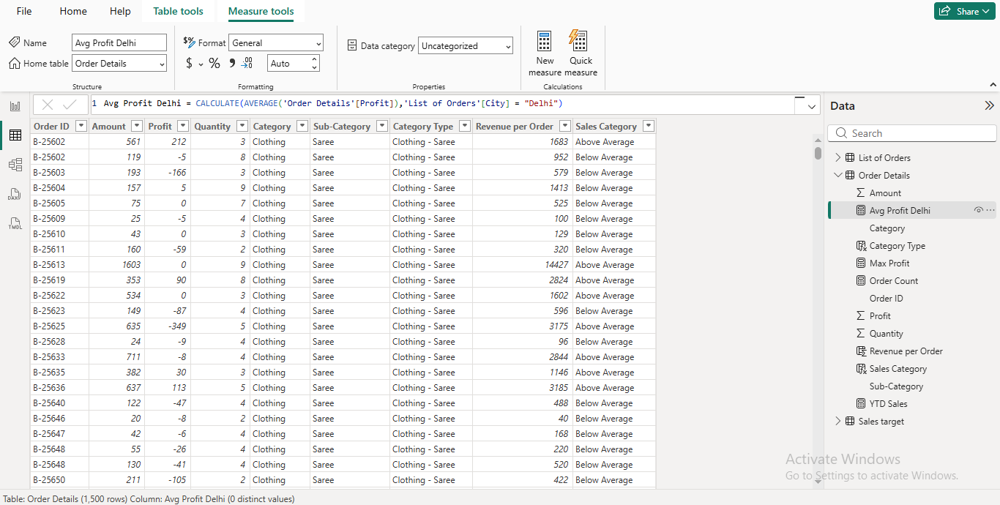 File Home Help Table tools Measure tools Share
Name Avg Profit Delhi $% Format General Data category Uncategorized New measure Quick measure
Home table Order Details $ % , .00 Auto
Structure Formatting Properties Calculations
1 Avg Profit Delhi = CALCULATE(AVERAGE('Order Details'[Profit]),'List of Orders'[City] = "Delhi")
Order ID Amount Profit Quantity Category Sub-Category Category Type Revenue per Order Sales Category
B-25602 561 212 3 Clothing Saree Clothing - Saree 1683 Above Average
B-25602 119 -5 8 Clothing Saree Clothing - Saree 952 Below Average
B-25603 193 -166 3 Clothing Saree Clothing - Saree 579 Below Average
B-25604 157 5 9 Clothing Saree Clothing - Saree 1413 Below Average
B-25605 75 0 7 Clothing Saree Clothing - Saree 525 Below Average
B-25609 25 -5 4 Clothing Saree Clothing - Saree 100 Below Average
B-25610 43 0 3 Clothing Saree Clothing - Saree 129 Below Average
B-25611 160 -59 2 Clothing Saree Clothing - Saree 320 Below Average
B-25613 1603 0 9 Clothing Saree Clothing - Saree 14427 Above Average
B-25619 353 90 8 Clothing Saree Clothing - Saree 2824 Above Average
B-25622 534 0 3 Clothing Saree Clothing - Saree 1602 Above Average
B-25623 149 -87 4 Clothing Saree Clothing - Saree 596 Below Average
B-25625 635 -349 5 Clothing Saree Clothing - Saree 3175 Above Average
B-25628 24 -9 4 Clothing Saree Clothing - Saree 96 Below Average
B-25633 711 -8 4 Clothing Saree Clothing - Saree 2844 Above Average
B-25635 382 30 3 Clothing Saree Clothing - Saree 1146 Above Average
B-25636 637 113 5 Clothing Saree Clothing - Saree 3185 Above Average
B-25640 122 -47 4 Clothing Saree Clothing - Saree 488 Below Average
B-25646 20 -8 2 Clothing Saree Clothing - Saree 40 Below Average
B-25647 42 -6 4 Clothing Saree Clothing - Saree 168 Below Average
B-25648 55 -26 4 Clothing Saree Clothing - Saree 220 Below Average
B-25648 130 -41 4 Clothing Saree Clothing - Saree 520 Below Average
B-25650 211 -105 2 Clothing Saree Clothing - Saree 422 Below Average
DAX
TMDL
Data
Search
List of Orders
Order Details
Amount
Avg Profit Delhi
Category
Category Type
Max Profit
Order Count
Order ID
Profit
Quantity
Revenue per Order
Sales Category
Sub-Category
YTD Sales
Sales target
Activate Windows
Go to Settings to activate Windows.
Table: Order Details (1,500 rows) Column: Avg Profit Delhi (0 distinct values)